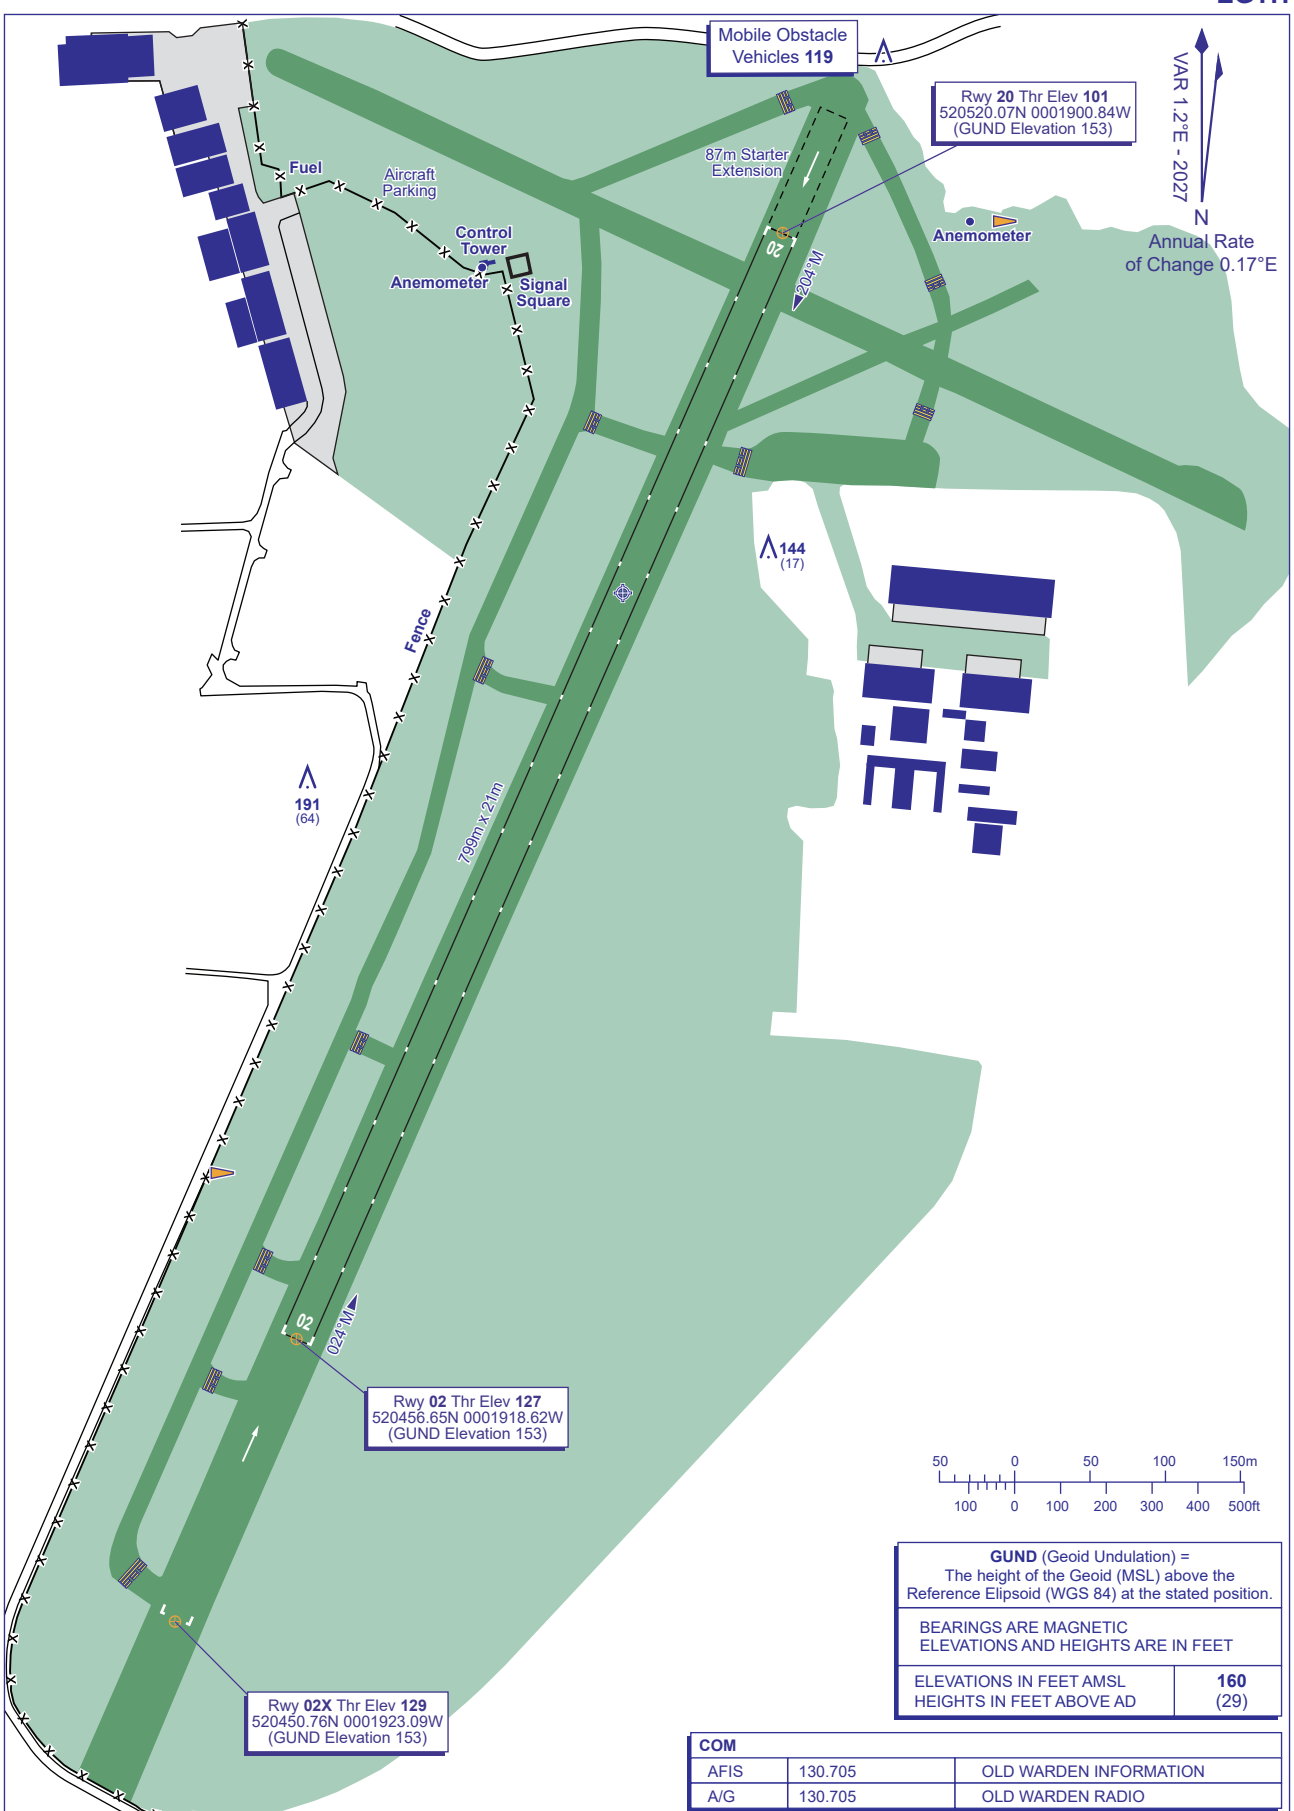 Mobile Obstacle
Vehicles 119
VAR 1.2°E - 2027
N
Annual Rate
of Change 0.17°E
Rwy 20 Thr Elev 101
520520.07N 0001900.84W
(GUND Elevation 153)
87m Starter
Extension
Fuel
Aircraft
Parking
Control
Tower
Anemometer
Signal
Square
Anemometer
20
204°M
144
(17)
Fence
191
(64)
799m x 21m
02
024°M
Rwy 02 Thr Elev 127
520456.65N 0001918.62W
(GUND Elevation 153)
50 0 50 100 150m
100 0 100 200 300 400 500ft
GUND (Geoid Undulation) =
The height of the Geoid (MSL) above the
Reference Elipsoid (WGS 84) at the stated position.
BEARINGS ARE MAGNETIC
ELEVATIONS AND HEIGHTS ARE IN FEET
ELEVATIONS IN FEET AMSL 160
HEIGHTS IN FEET ABOVE AD (29)
Rwy 02X Thr Elev 129
520450.76N 0001923.09W
(GUND Elevation 153)
COM
AFIS 130.705 OLD WARDEN INFORMATION
A/G 130.705 OLD WARDEN RADIO